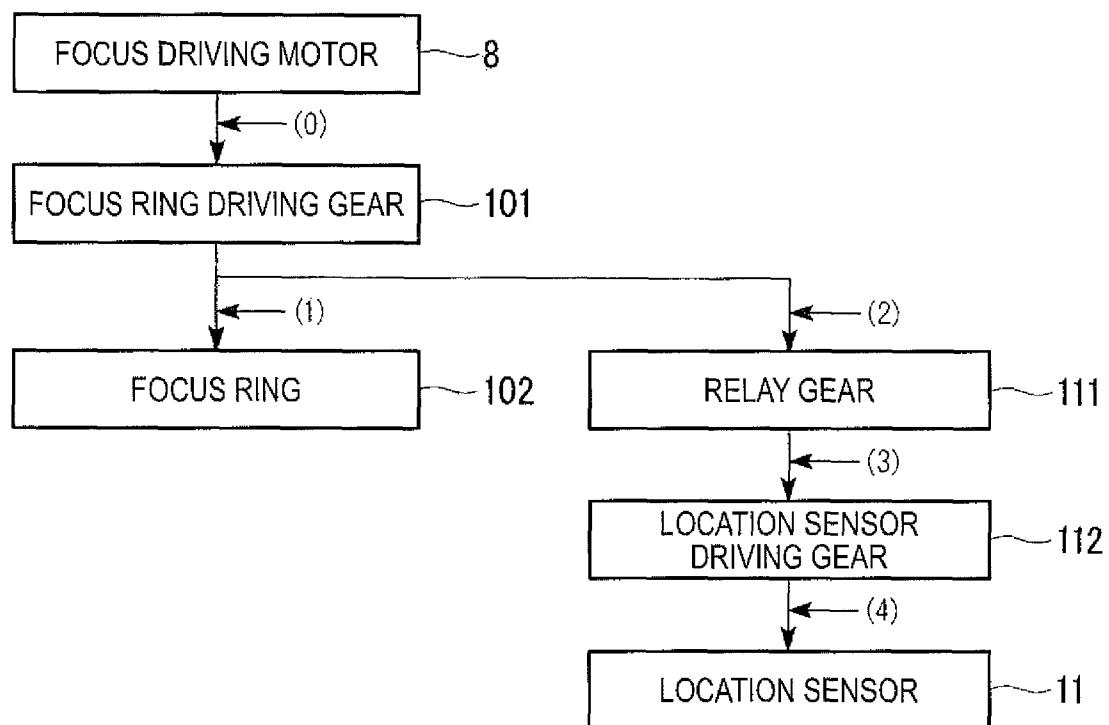 FOCUS DRIVING MOTOR 8
(0)
FOCUS RING DRIVING GEAR 101
(1) (2)
FOCUS RING 102 RELAY GEAR 111
(3)
LOCATION SENSOR
DRIVING GEAR 112
(4)
LOCATION SENSOR 11